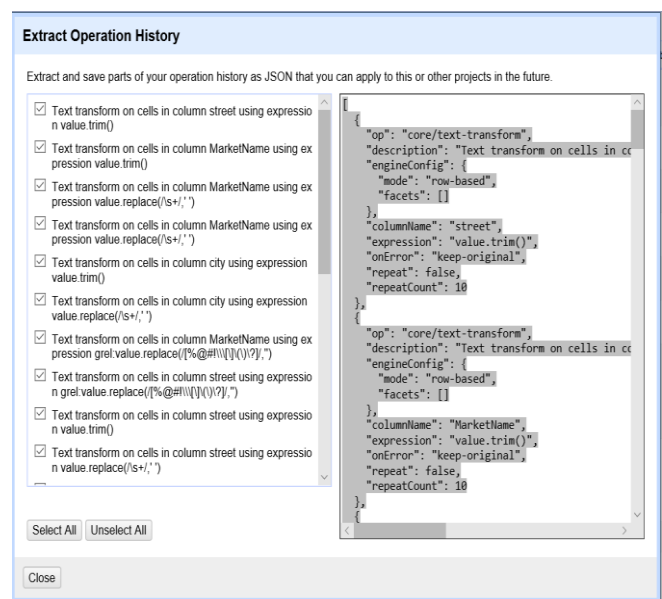 Extract Operation History
Extract and save parts of your operation history as JSON that you can apply to this or other projects in the future.
Text transform on cells in column street using expressio
n value.trim()
Text transform on cells in column MarketName using ex
pression value.trim()
Text transform on cells in column MarketName using ex
pression value.replace(/\s+/,' ')
Text transform on cells in column MarketName using ex
pression value.replace(/\s+/,' ')
Text transform on cells in column city using expression
value.trim()
Text transform on cells in column city using expression
value.replace(/\s+/,' ')
Text transform on cells in column MarketName using ex
pression grel:value.replace(/[%@#!\\\[\]\(\)\?]/,'')
Text transform on cells in column street using expressio
n grel:value.replace(/[%@#!\\\[\]\(\)\?]/,'')
Text transform on cells in column street using expressio
n value.trim()
Text transform on cells in column street using expressio
n value.replace(/\s+/,' ')
[
{
"op": "core/text-transform",
"description": "Text transform on cells in co
"engineConfig": {
"mode": "row-based",
"facets": []
},
"columnName": "street",
"expression": "value.trim()",
"onError": "keep-original",
"repeat": false,
"repeatCount": 10
},
{
"op": "core/text-transform",
"description": "Text transform on cells in co
"engineConfig": {
"mode": "row-based",
"facets": []
},
"columnName": "MarketName",
"expression": "value.trim()",
"onError": "keep-original",
"repeat": false,
"repeatCount": 10
},
{
Select All Unselect All
Close